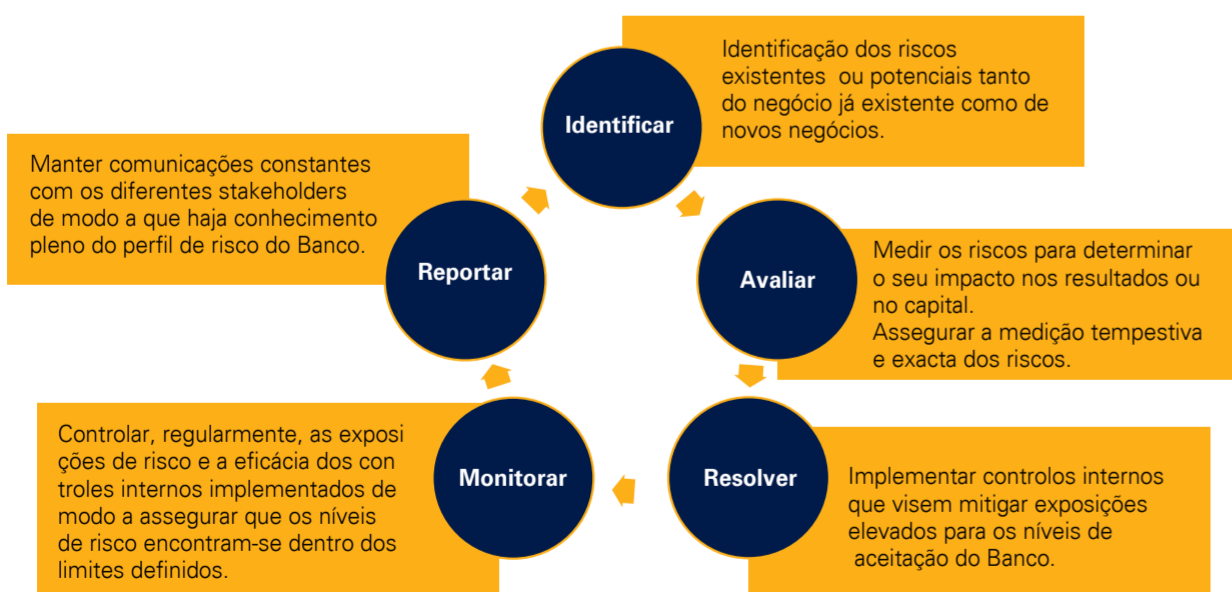 Identificar
Identificação dos riscos
existentes ou potenciais tanto
do negócio já existente como de
novos negócios.
Avaliar
Medir os riscos para determinar
o seu impacto nos resultados ou
no capital.
Assegurar a medição tempestiva
e exacta dos riscos.
Resolver
Implementar controlos internos
que visem mitigar exposições
elevados para os níveis de
aceitação do Banco.
Monitorar
Controlar, regularmente, as exposi
ções de risco e a eficácia dos con
troles internos implementados de
modo a assegurar que os níveis
de risco encontram-se dentro dos
limites definidos.
Reportar
Manter comunicações constantes
com os diferentes stakeholders
de modo a que haja conhecimento
pleno do perfil de risco do Banco.